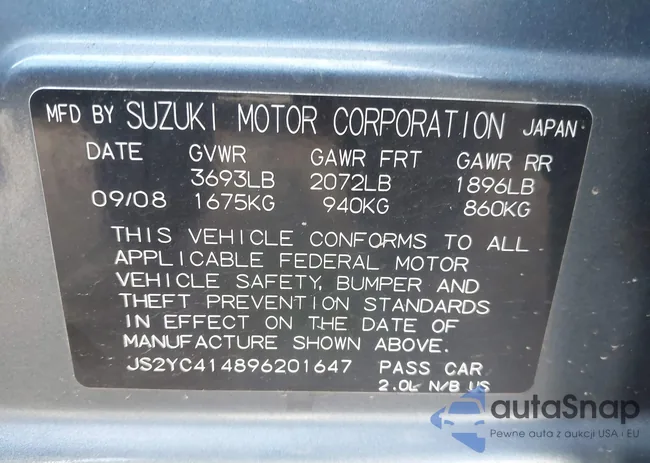 MFD BY SUZUKI MOTOR CORPORATION JAPAN
DATE GVWR GAWR FRT GAWR RR
3693LB 2072LB 1896LB
09/08 1675KG 940KG 860KG
THIS VEHICLE CONFORMS TO ALL
APPLICABLE FEDERAL MOTOR
VEHICLE SAFETY, BUMPER AND
THEFT PREVENTION STANDARDS
IN EFFECT ON THE DATE OF
MANUFACTURE SHOWN ABOVE.
JS2YC414896201647 PASS CAR
2.0L N/B US
autaSnap
Pewne auta z aukcji USA i EU